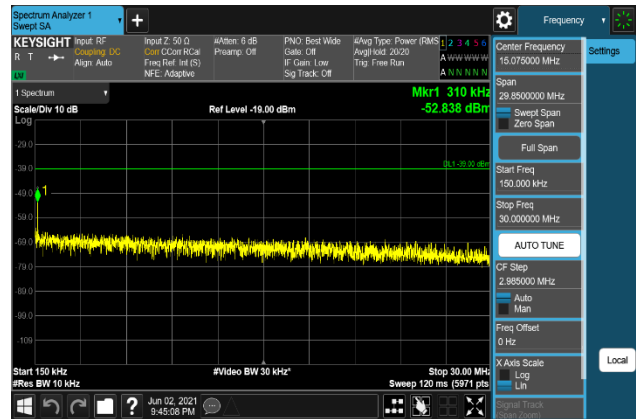 Spectrum Analyzer 1
Swept SA
Frequency
KEYSIGHT
R T
LW
Input: RF
Coupling: DC
Align: Auto
Input Z: 50 Ω
Corr CCorr RCal
Freq Ref: Int (S)
NFE: Adaptive
#Atten: 6 dB
Preamp: Off
PNO: Best Wide
Gate: Off
IF Gain: Low
Sig Track: Off
#Avg Type: Power (RMS
Avg|Hold: 20/20
Trig: Free Run
1 2 3 4 5 6
A WW WW W
A N N N N N
1 Spectrum
Mkr1 310 kHz
-52.838 dBm
Scale/Div 10 dB
Ref Level -19.00 dBm
Log
DL1 -39.00 dBm
-29.0
-39.0
-49.0
-59.0
-69.0
-79.0
-89.0
-99.0
-109
1
Start 150 kHz
#Res BW 10 kHz
#Video BW 30 kHz*
Stop 30.00 MHz
Sweep 120 ms (5971 pts
Jun 02, 2021
9:45:08 PM
Center Frequency
15.075000 MHz
Settings
Span
29.8500000 MHz
Swept Span
Zero Span
Full Span
Start Freq
150.000 kHz
Stop Freq
30.000000 MHz
AUTO TUNE
CF Step
2.985000 MHz
Auto
Man
Freq Offset
0 Hz
X Axis Scale
Log
Lin
Local
Signal Track
(Span Zoom)